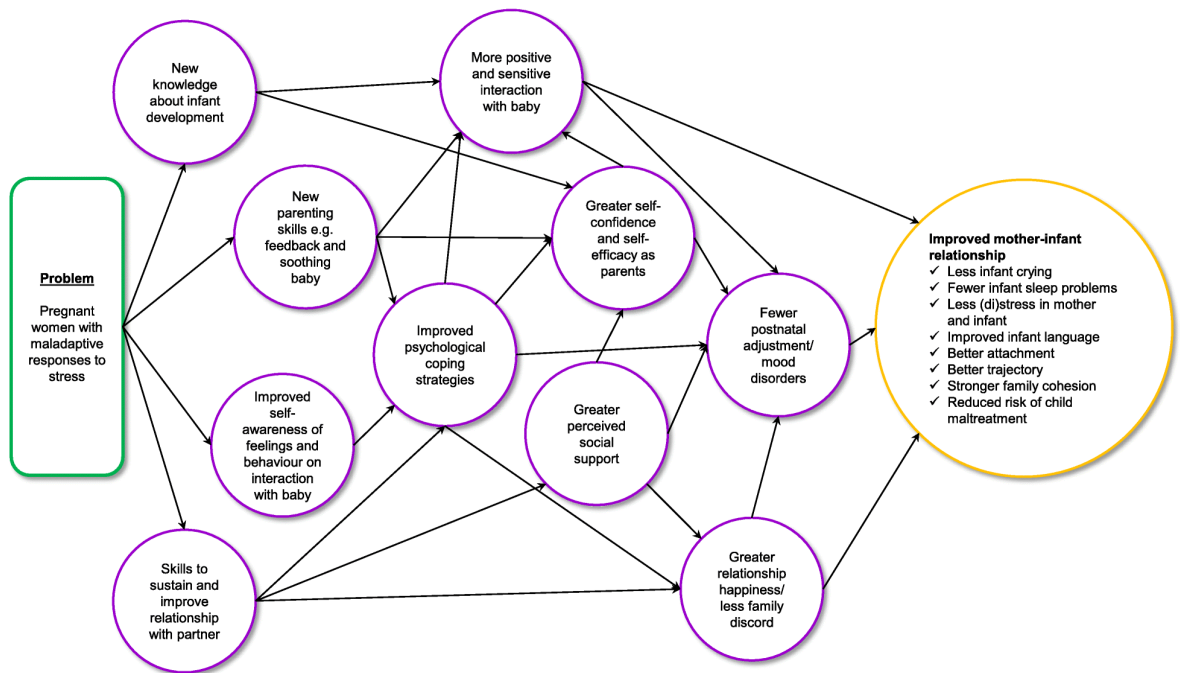 New
knowledge
about infant
development
More positive
and sensitive
interaction
with baby
Problem
Pregnant
women with
maladaptive
responses to
stress
New
parenting
skills e.g.
feedback and
soothing
baby
Greater self-
confidence
and self-
efficacy as
parents
Improved mother-infant
relationship
✓ Less infant crying
✓ Fewer infant sleep problems
✓ Less (di)stress in mother
and infant
✓ Improved infant language
✓ Better attachment
✓ Better trajectory
✓ Stronger family cohesion
✓ Reduced risk of child
maltreatment
Improved
psychological
coping
strategies
Fewer
postnatal
adjustment/
mood
disorders
Improved self-
awareness of
feelings and
behaviour on
interaction
with baby
Greater
perceived
social
support
Skills to
sustain and
improve
relationship
with partner
Greater
relationship
happiness/
less family
discord